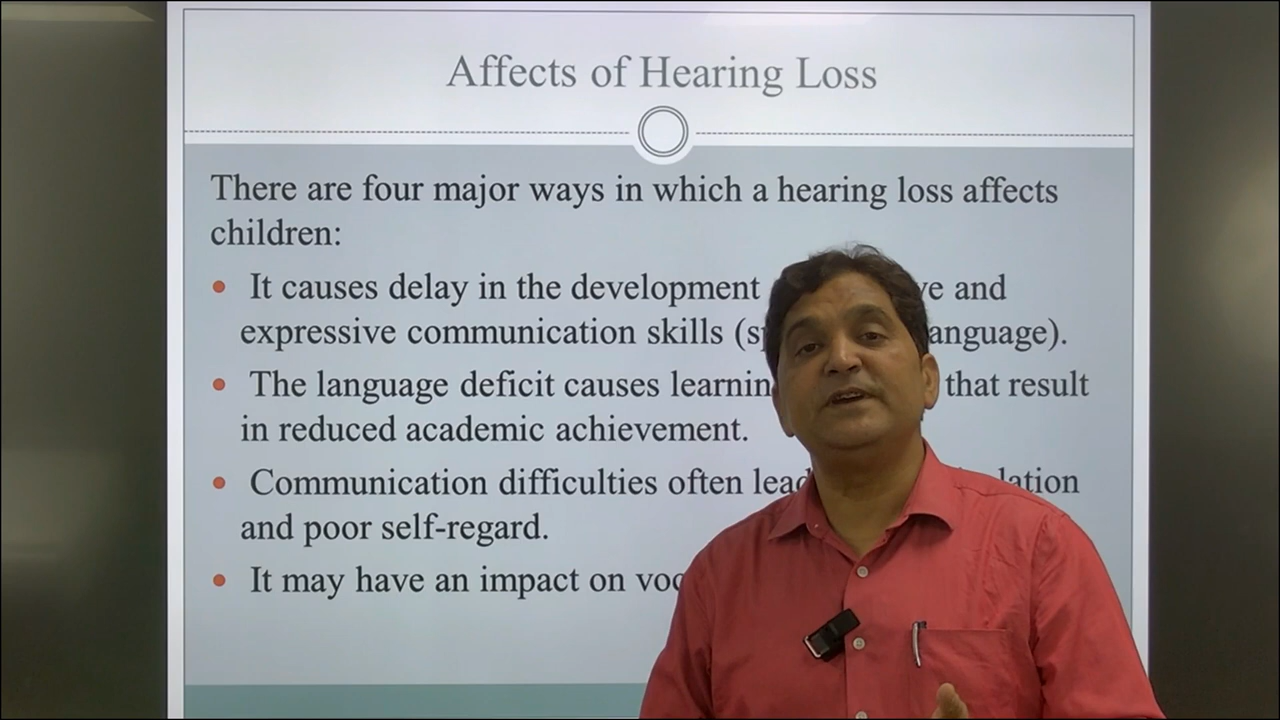 Affects of Hearing Loss
There are four major ways in which a hearing loss affects
children:
• It causes delay in the development and
expressive communication skills
• The language deficit causes that result
in reduced academic achievement.
• Communication difficulties often
and poor self-regard.
• It may have an impact on